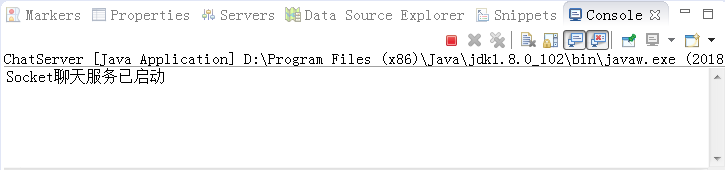 Markers Properties Servers Data Source Explorer Snippets Console
ChatServer [Java Application] D:\Program Files (x86)\Java\jdk1.8.0_102\bin\javaw.exe (2018
Socket聊天服务已启动